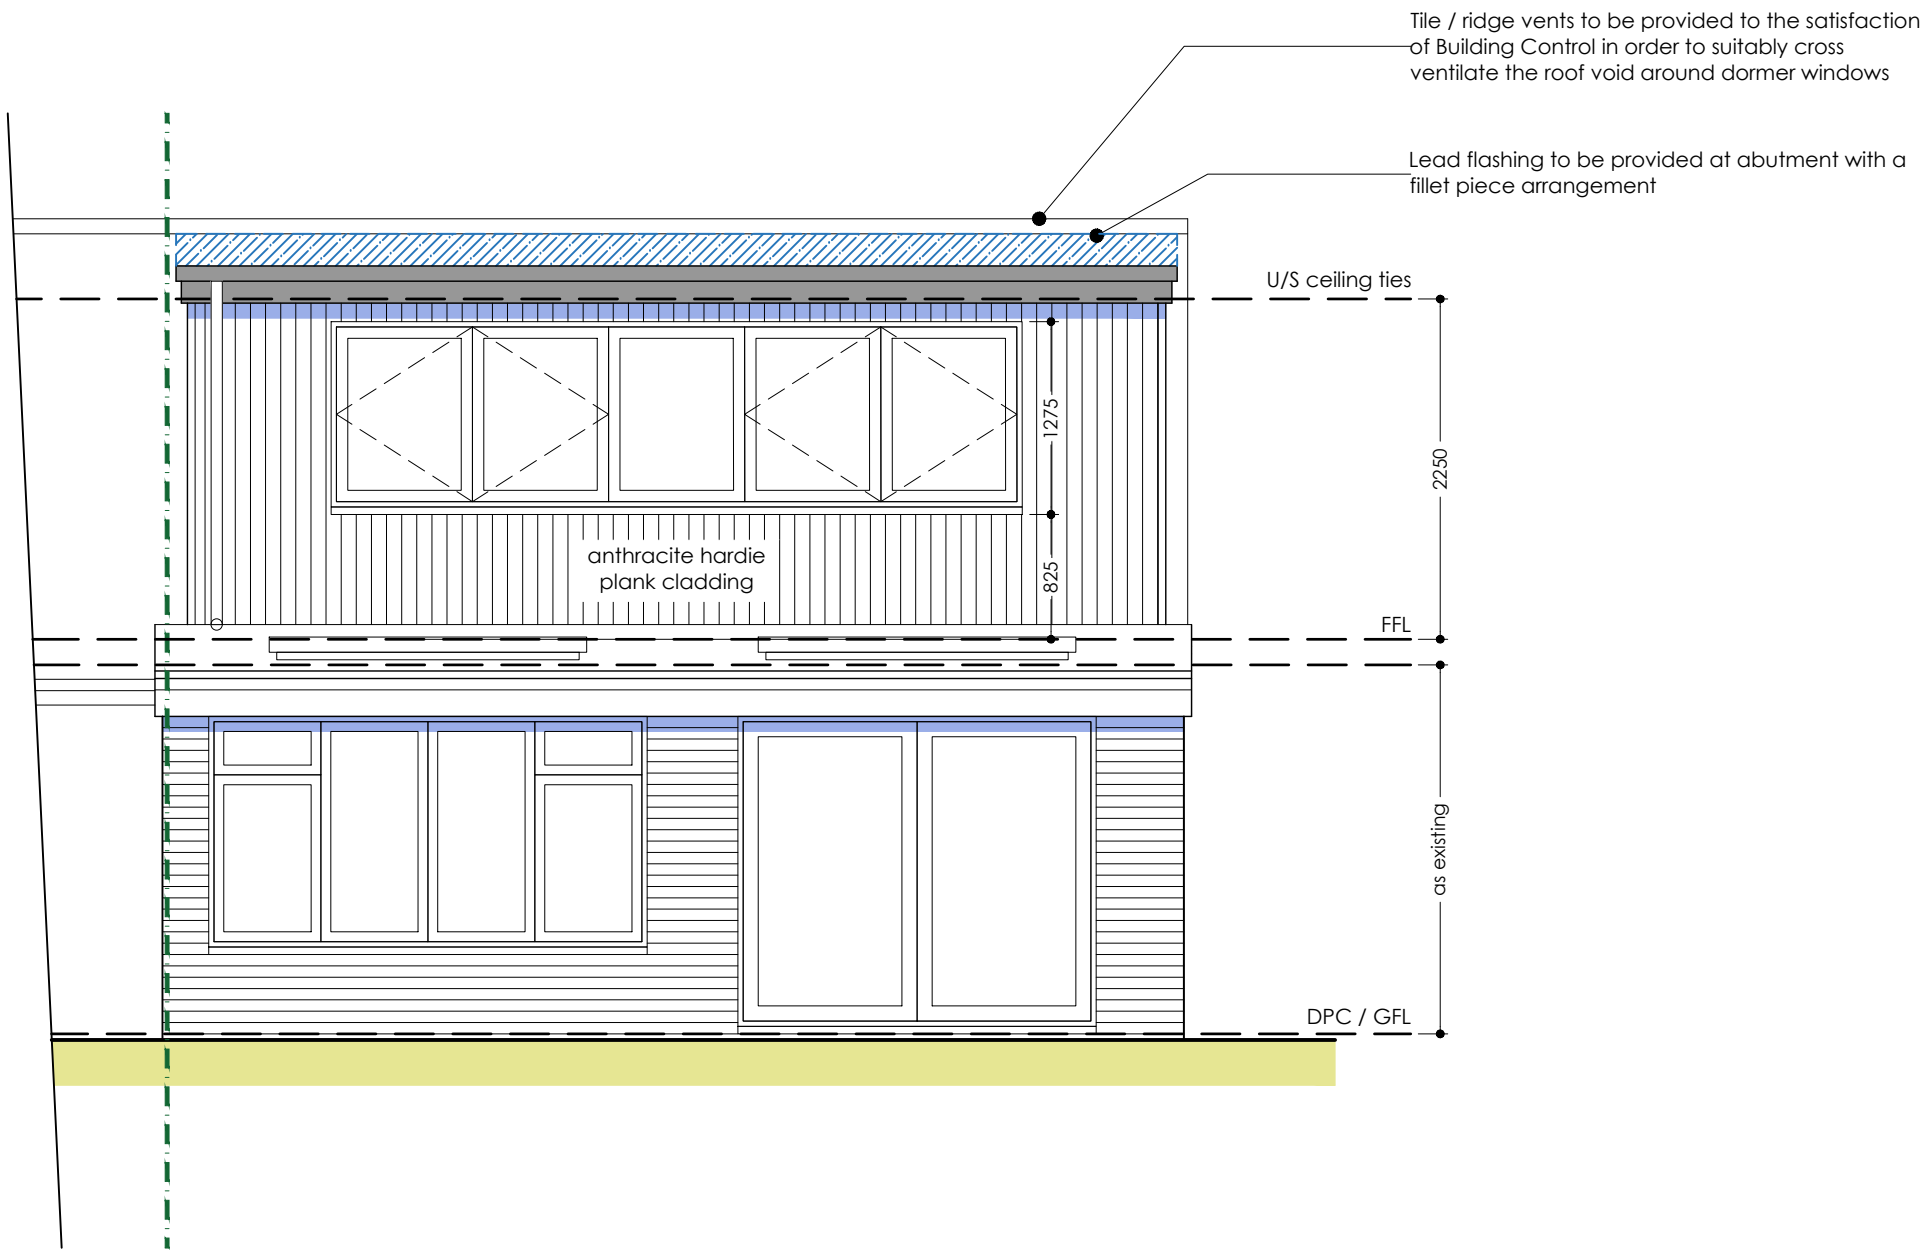 Tile / ridge vents to be provided to the satisfaction
of Building Control in order to suitably cross
ventilate the roof void around dormer windows
Lead flashing to be provided at abutment with a
fillet piece arrangement
U/S ceiling ties
1275
2250
anthracite hardie
plank cladding
825
FFL
as existing
DPC / GFL